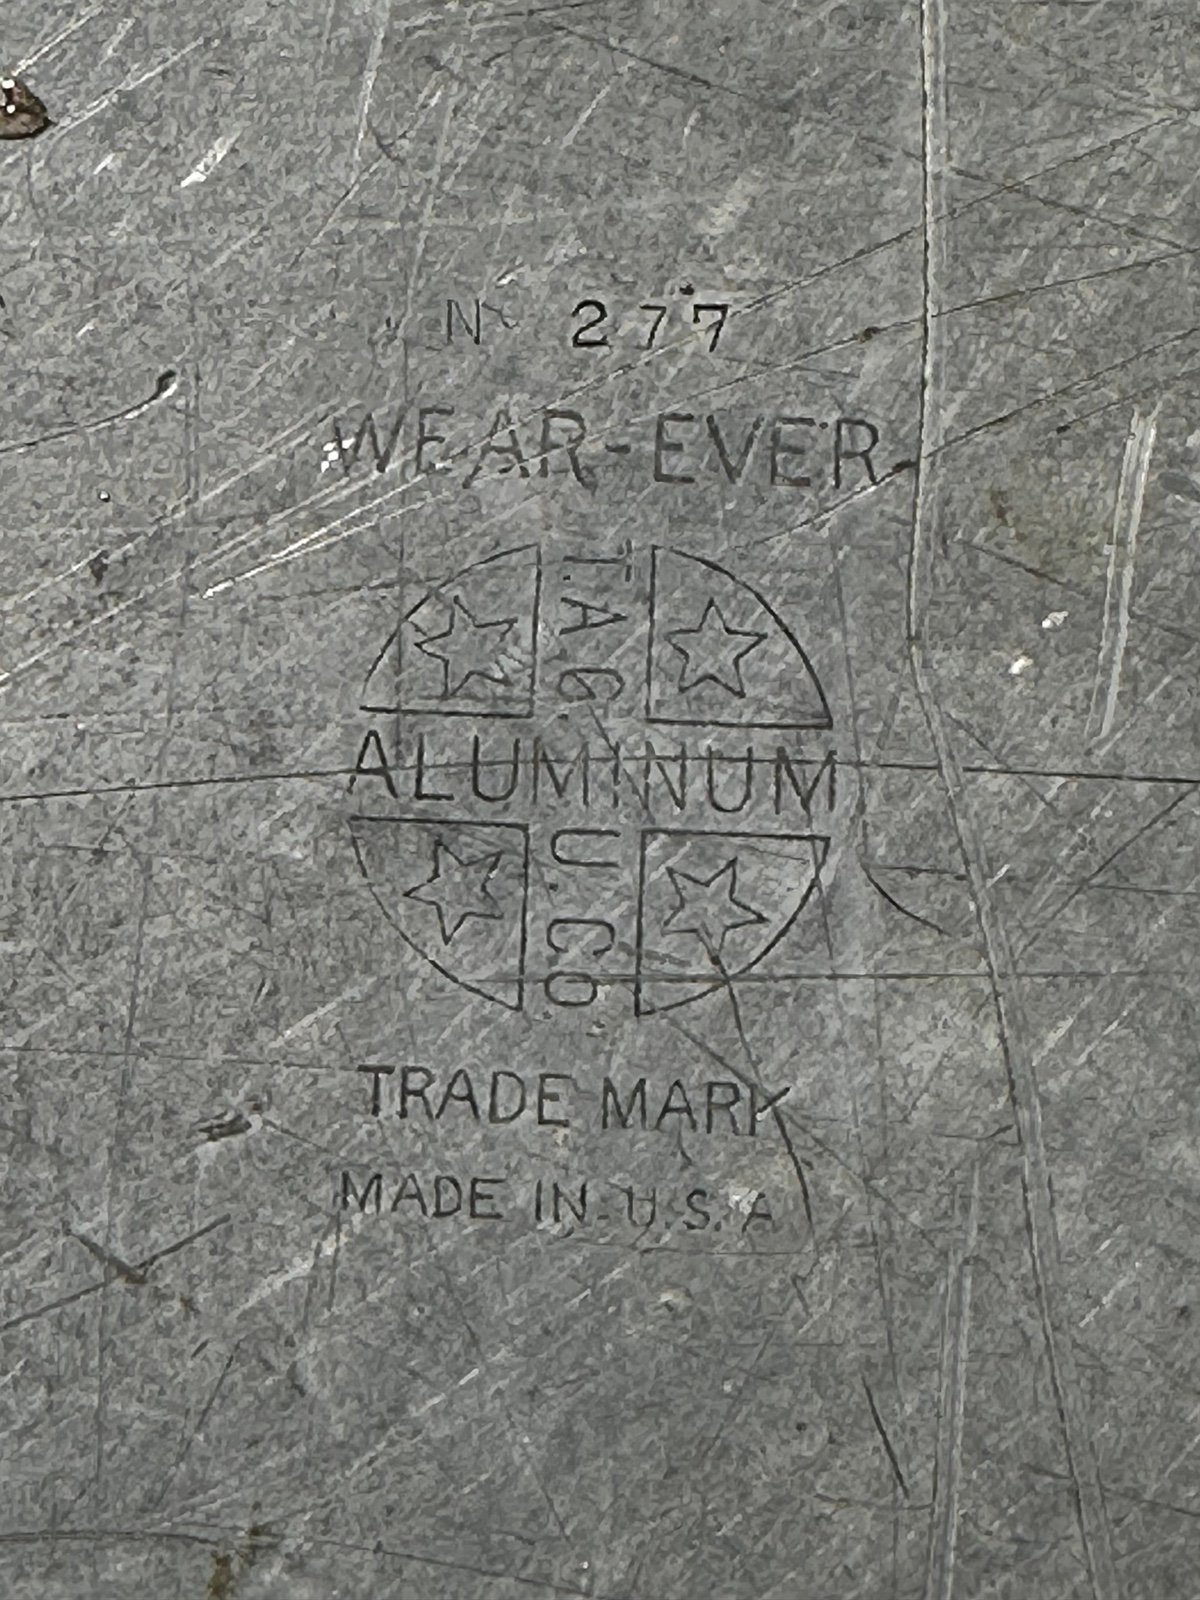 No 277
WEAR-EVER
T.A.C.U.Co.
ALUMINUM
TRADE MARK
MADE IN U.S.A